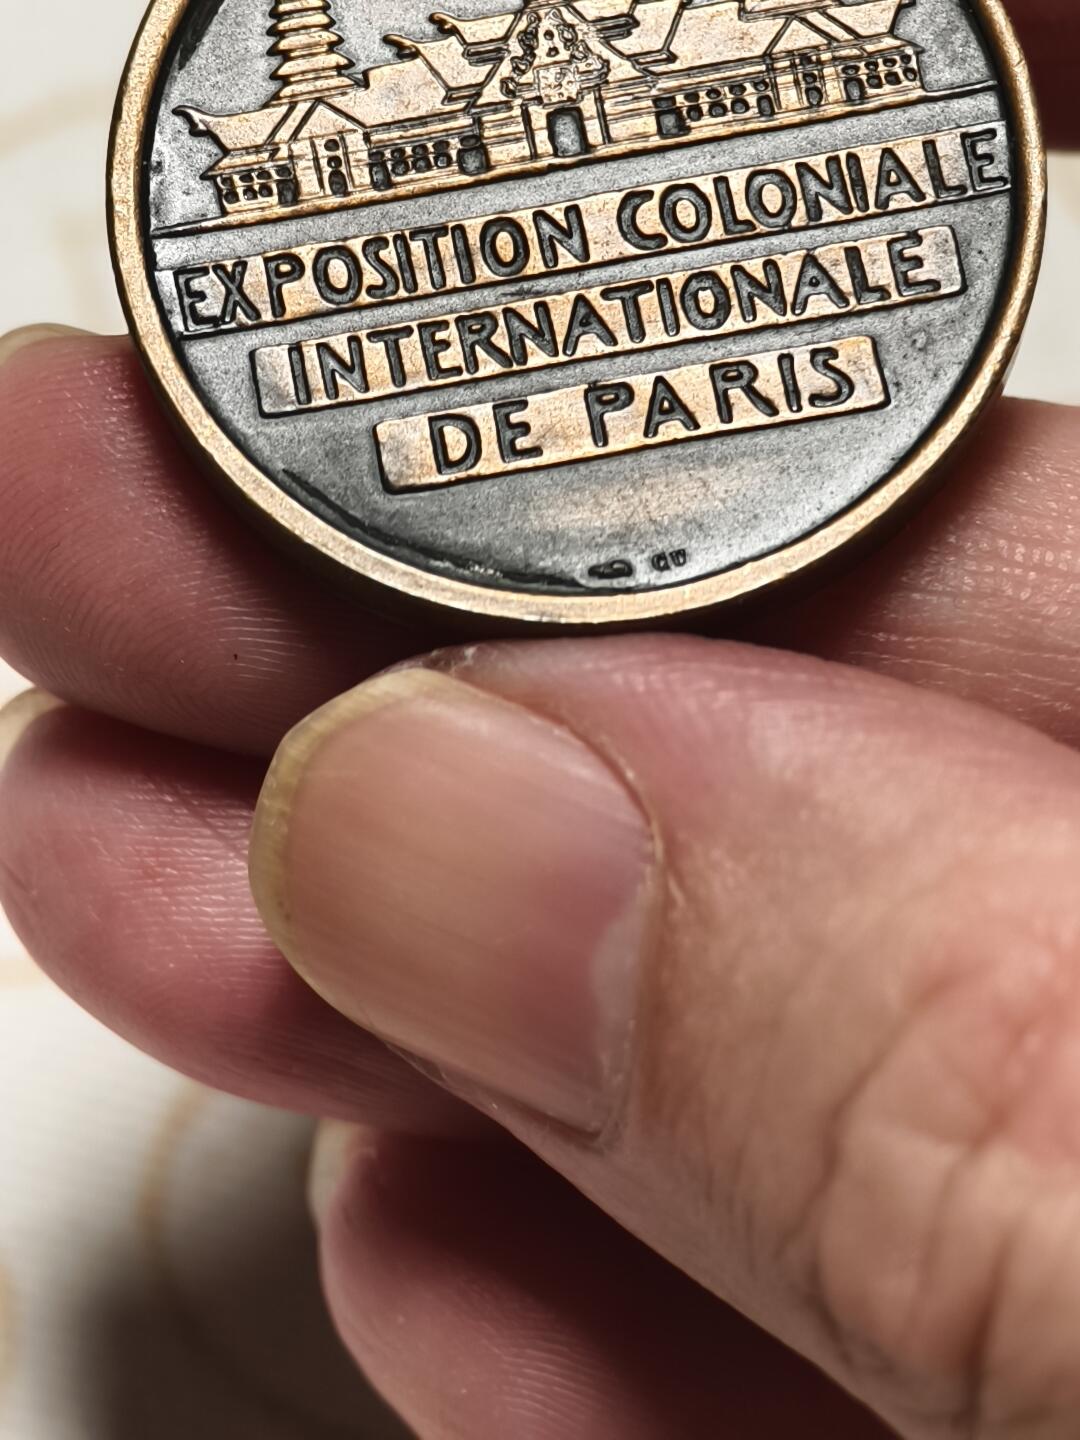 EXPOSITION COLONIALE
INTERNATIONALE
DE PARIS